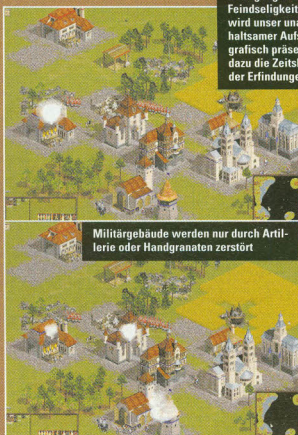 Feindseligkeit
wird unser una
haltsamer Aufs
grafisch präse
dazu die Zeitsl
der Erfindunge
Militärgebäude werden nur durch Artil-
lerie oder Handgranaten zerstört